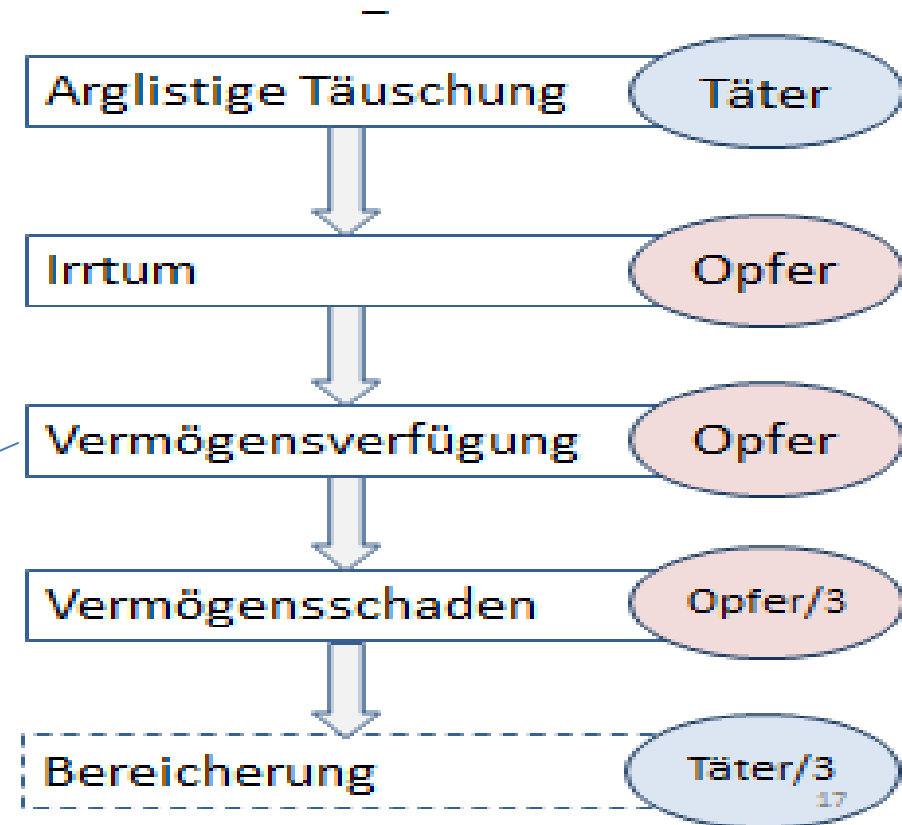 Arglistige Täuschung Täter
Irrtum Opfer
Vermögensverfügung Opfer
Vermögensschaden Opfer/3
Bereicherung Täter/3
17